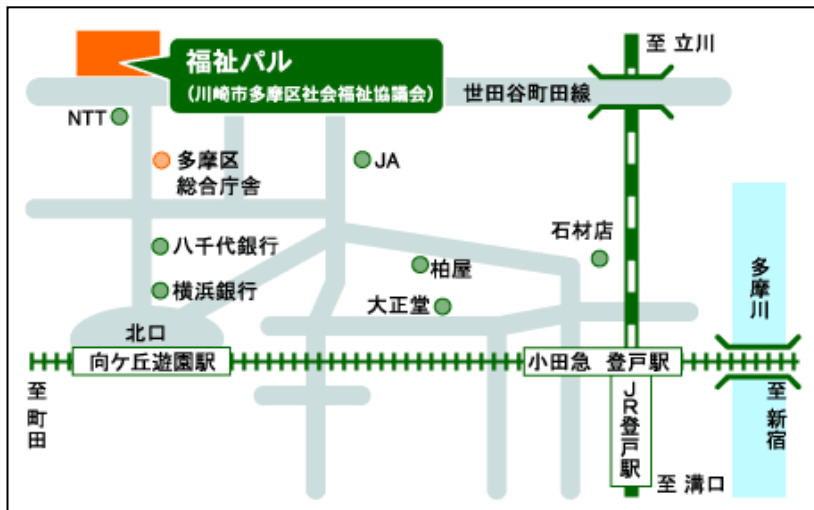 福祉パル
（川崎市多摩区社会福祉協議会）
至 立川
世田谷町田線
NTT
多摩区
総合庁舎
JA
石材店
八千代銀行
柏屋
多摩川
横浜銀行
大正堂
北口
向ケ丘遊園駅
小田急 登戸駅
至 町田
JR登戸駅
至 新宿
至 溝口